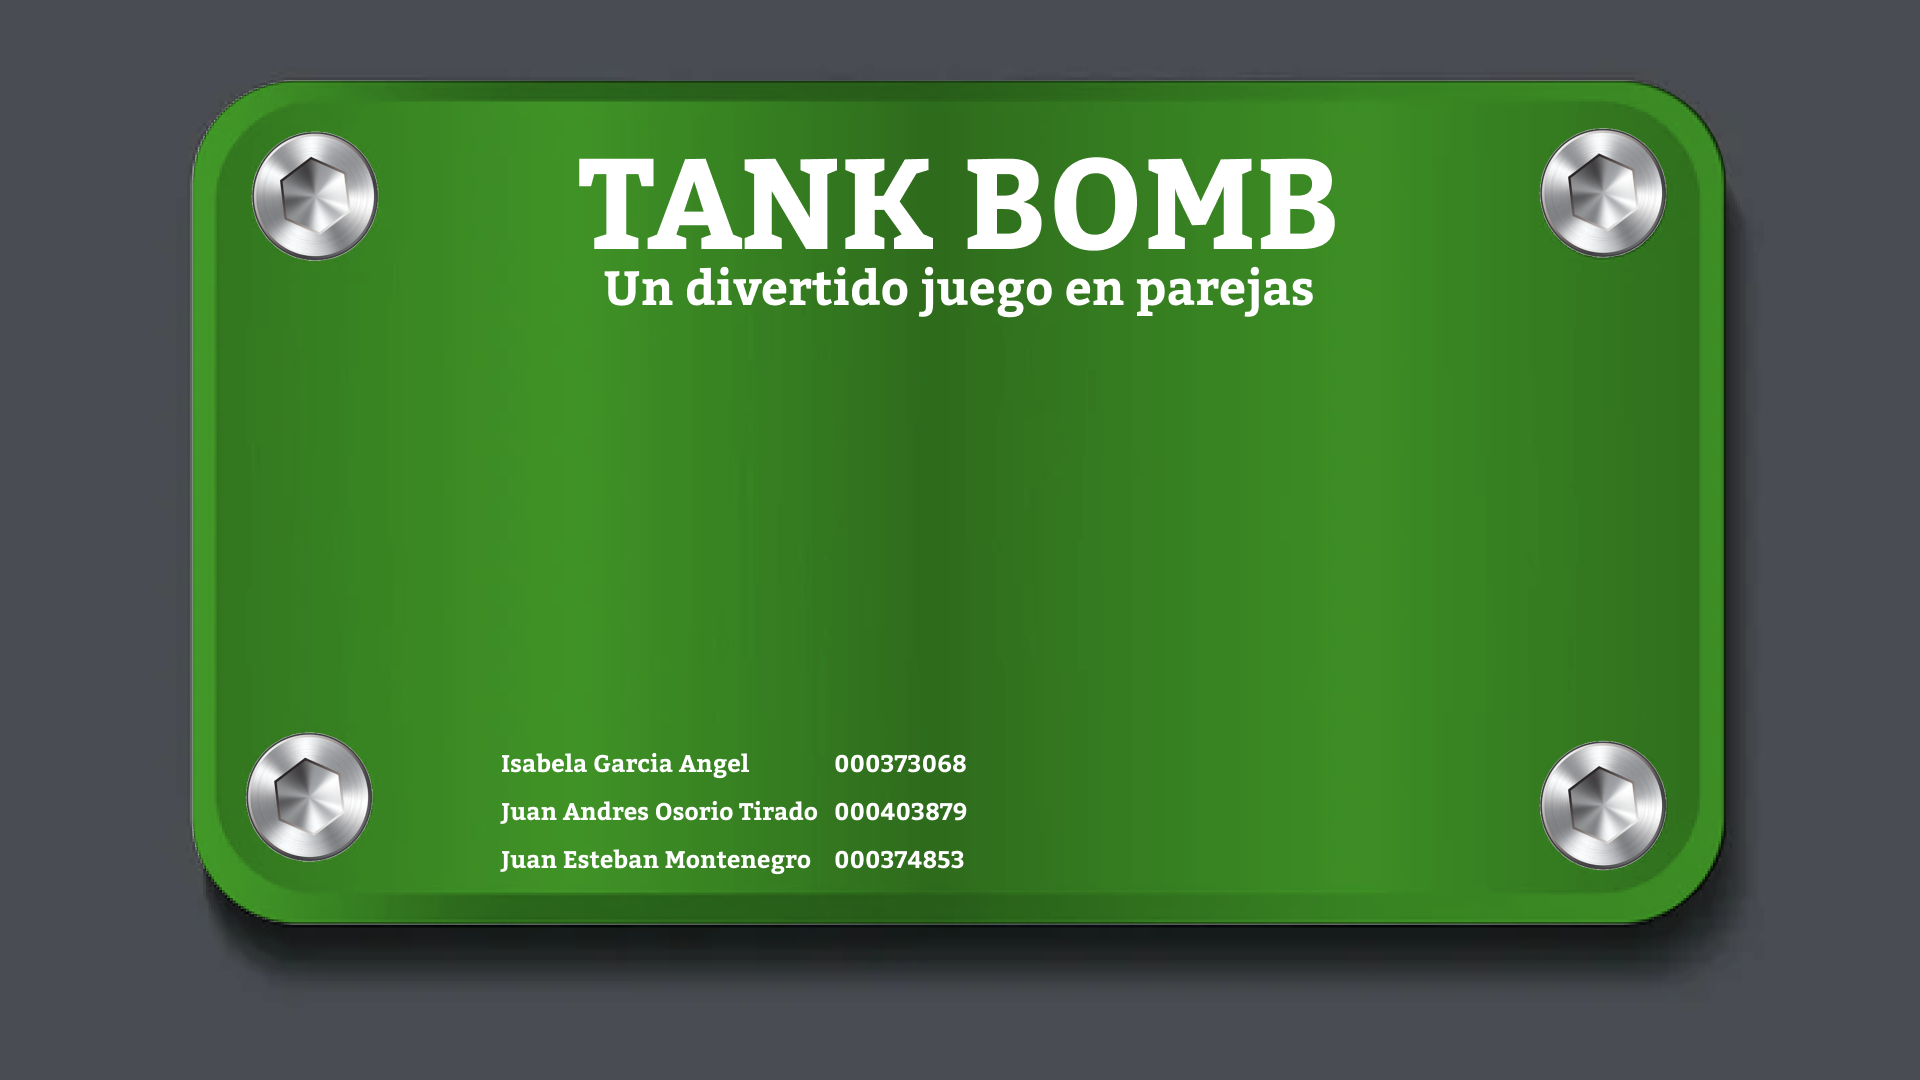 TANK BOMB
Un divertido juego en parejas
Isabela Garcia Angel 000373068
Juan Andres Osorio Tirado 000403879
Juan Esteban Montenegro 000374853